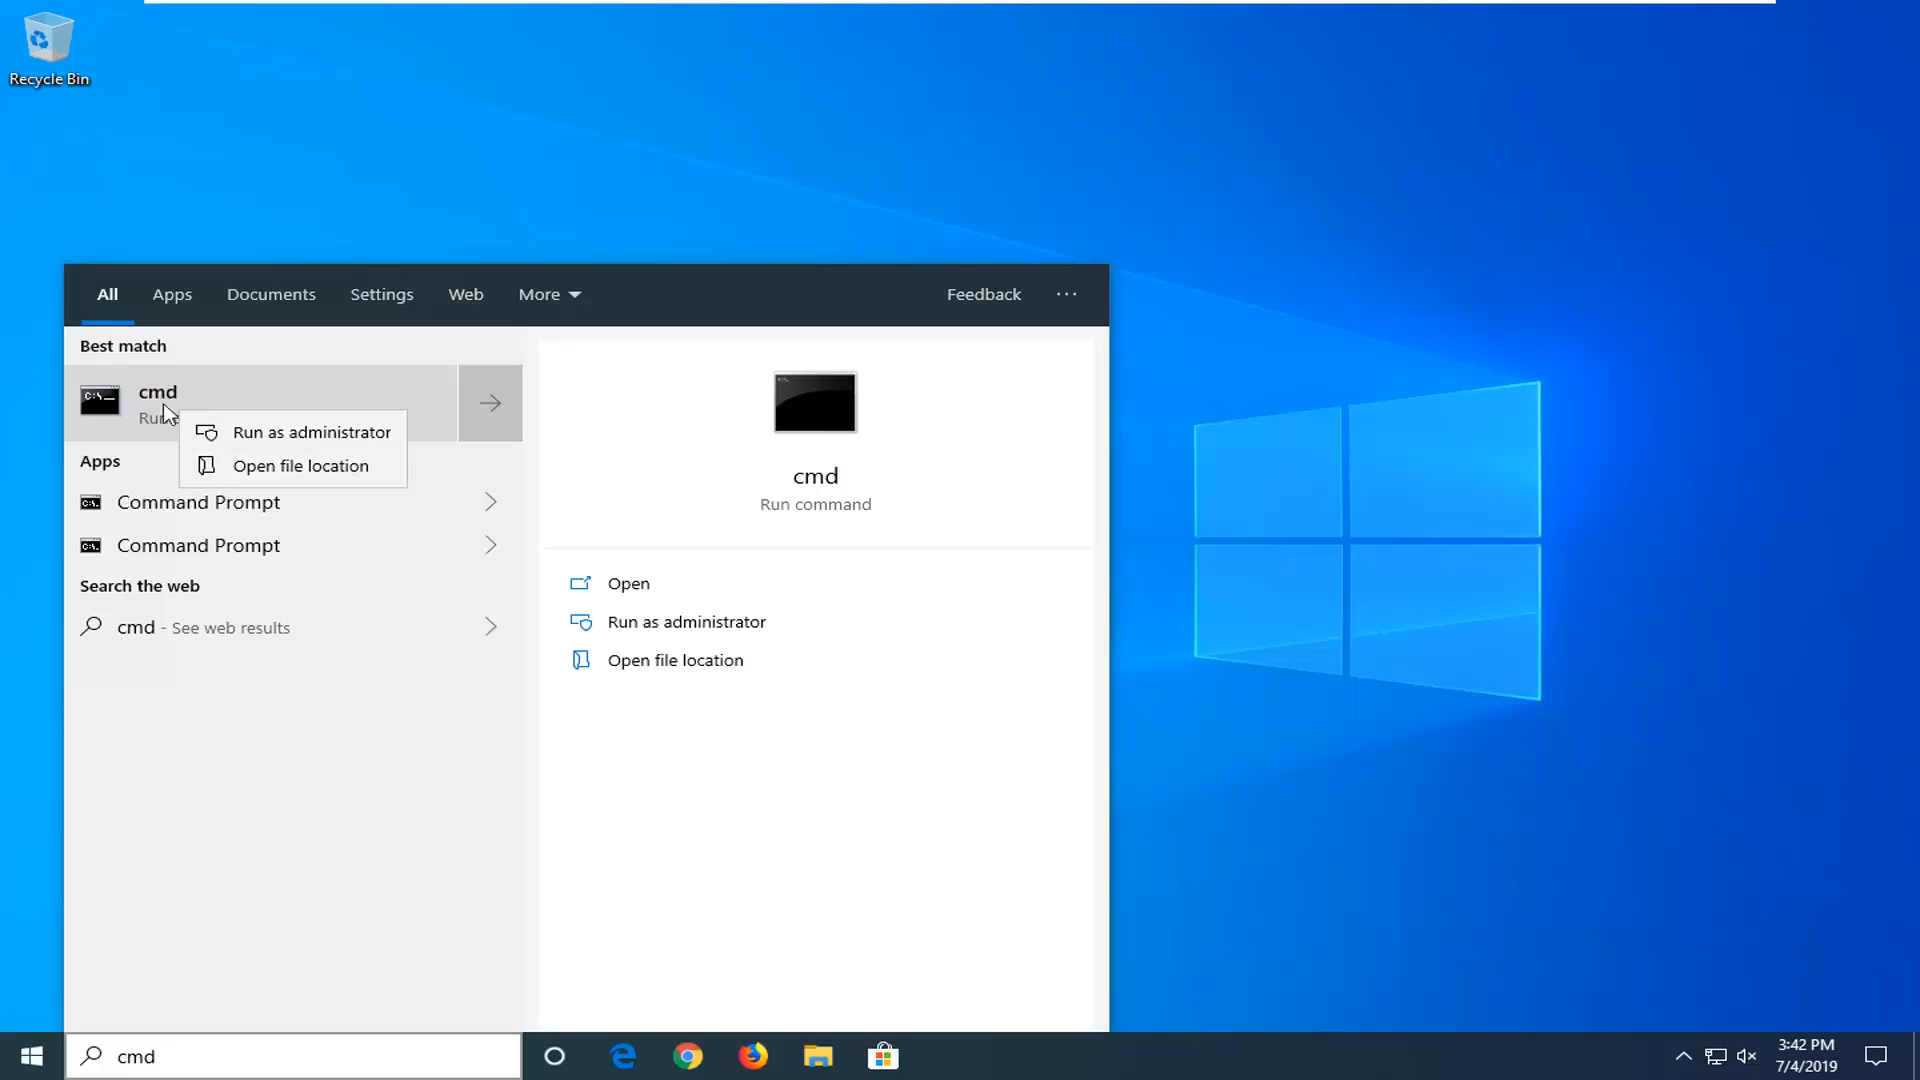 Recycle Bin
All Apps Documents Settings Web More Feedback ...
Best match
cmd
Run
Run as administrator
Open file location
Apps
Command Prompt
Command Prompt
Search the web
cmd - See web results
cmd
Run command
Open
Run as administrator
Open file location
cmd
3:42 PM
7/4/2019